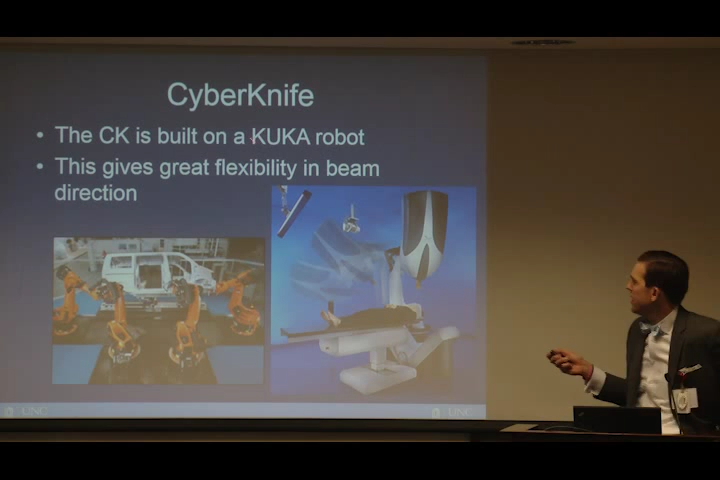 CyberKnife
• The CK is built on a KUKA robot
• This gives great flexibility in beam
direction
UNC
UNC